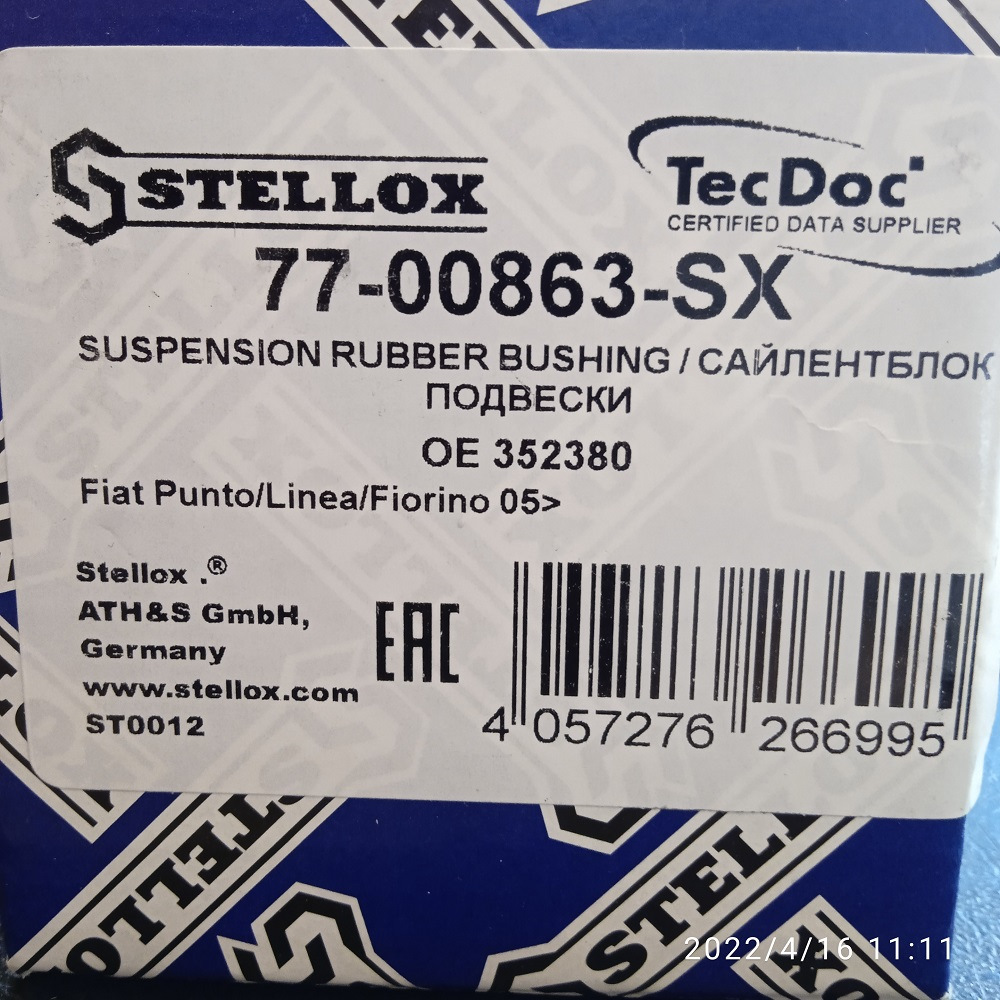 STELLOX
TecDoc
CERTIFIED DATA SUPPLIER
77-00863-SX
SUSPENSION RUBBER BUSHING / САЙЛЕНТБЛОК
ПОДВЕСКИ
OE 352380
Fiat Punto/Linea/Fiorino 05>
Stellox .®
ATH&S GmbH,
Germany
www.stellox.com
ST0012
EAC
4 057276 266995
2022/4/16 11:11